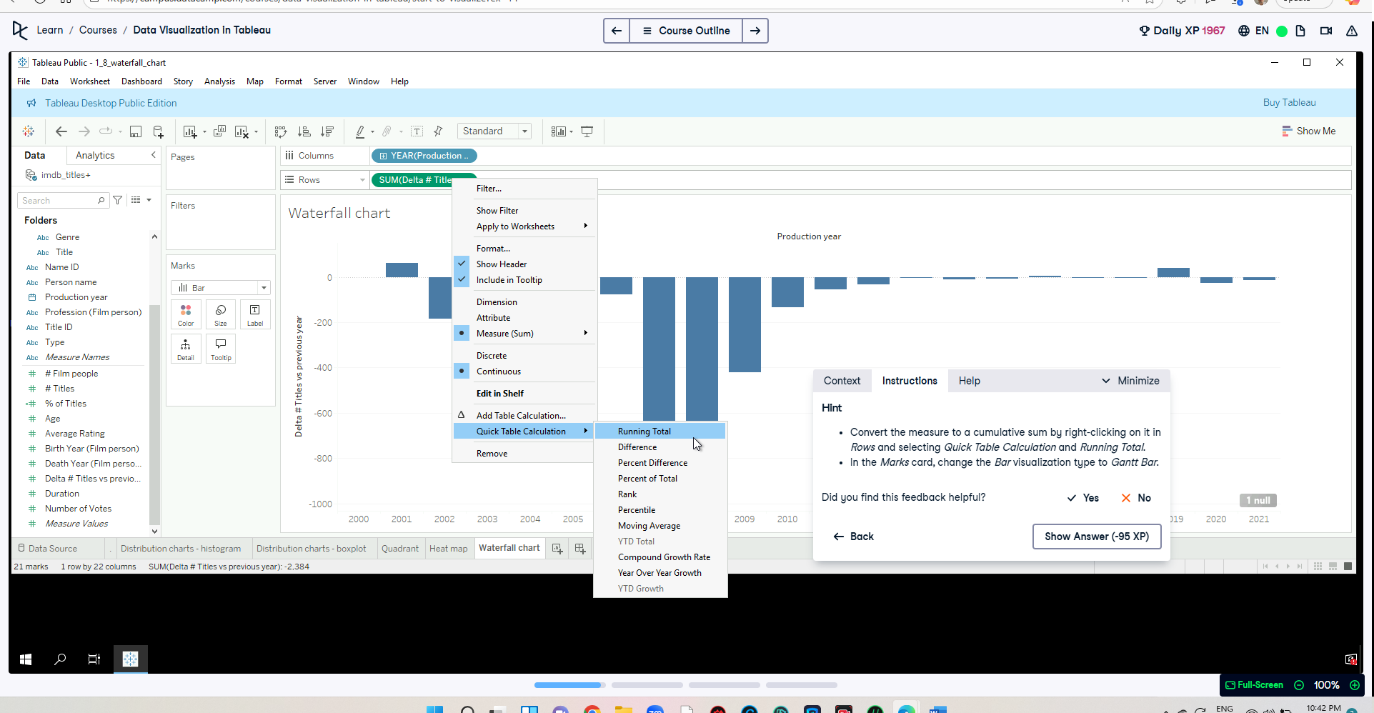 Learn / Courses / Data Visualization in Tableau
Course Outline
Daily XP 1967
EN
Tableau Public - 1_8_waterfall_chart
File Data Worksheet Dashboard Story Analysis Map Format Server Window Help
Tableau Desktop Public Edition
Buy Tableau
Standard
Show Me
Data Analytics
imdb_titles+
Search
Folders
Abc Genre
Abc Title
Abc Name ID
Abc Person name
Production year
Abc Profession (Film person)
Abc Title ID
Abc Type
Abc Measure Names
# Film people
# Titles
% of Titles
Age
Average Rating
Birth Year (Film person)
Death Year (Film perso...
Delta # Titles vs previo...
Duration
Number of Votes
Measure Values
Pages
Filters
Marks
Bar
Color Size Label
Detail Tooltip
Columns
YEAR(Production ..
Rows
SUM(Delta # Title
Waterfall chart
Production year
Delta # Titles vs previous year
0
-200
-400
-600
-800
-1000
2000 2001 2002 2003 2004 2005
2009 2010
2020 2021
1 null
Filter...
Show Filter
Apply to Worksheets
Format...
Show Header
Include in Tooltip
Dimension
Attribute
Measure (Sum)
Discrete
Continuous
Edit in Shelf
Add Table Calculation...
Quick Table Calculation
Remove
Running Total
Difference
Percent Difference
Percent of Total
Rank
Percentile
Moving Average
YTD Total
Compound Growth Rate
Year Over Year Growth
YTD Growth
Context Instructions Help Minimize
Hint
• Convert the measure to a cumulative sum by right-clicking on it in
Rows and selecting Quick Table Calculation and Running Total.
• In the Marks card, change the Bar visualization type to Gantt Bar.
Did you find this feedback helpful? Yes No
Back
Show Answer (-95 XP)
Data Source
Distribution charts - histogram
Distribution charts - boxplot
Quadrant
Heat map
Waterfall chart
21 marks 1 row by 22 columns SUM(Delta # Titles vs previous year): -2,384
Full-Screen 100%
ENG
10:42 PM